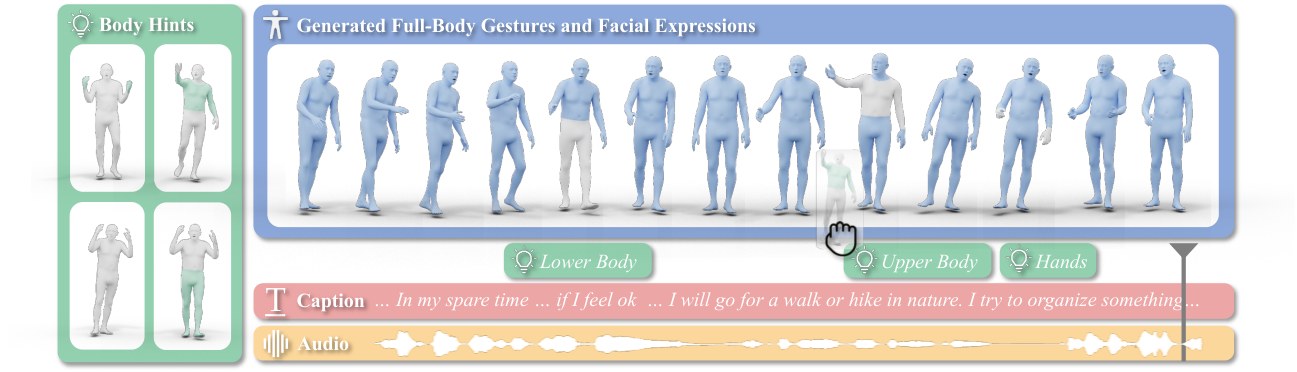 Body Hints
Generated Full-Body Gestures and Facial Expressions
Lower Body
Upper Body
Hands
T Caption ... In my spare time ... if I feel ok ... I will go for a walk or hike in nature. I try to organize something...
Audio